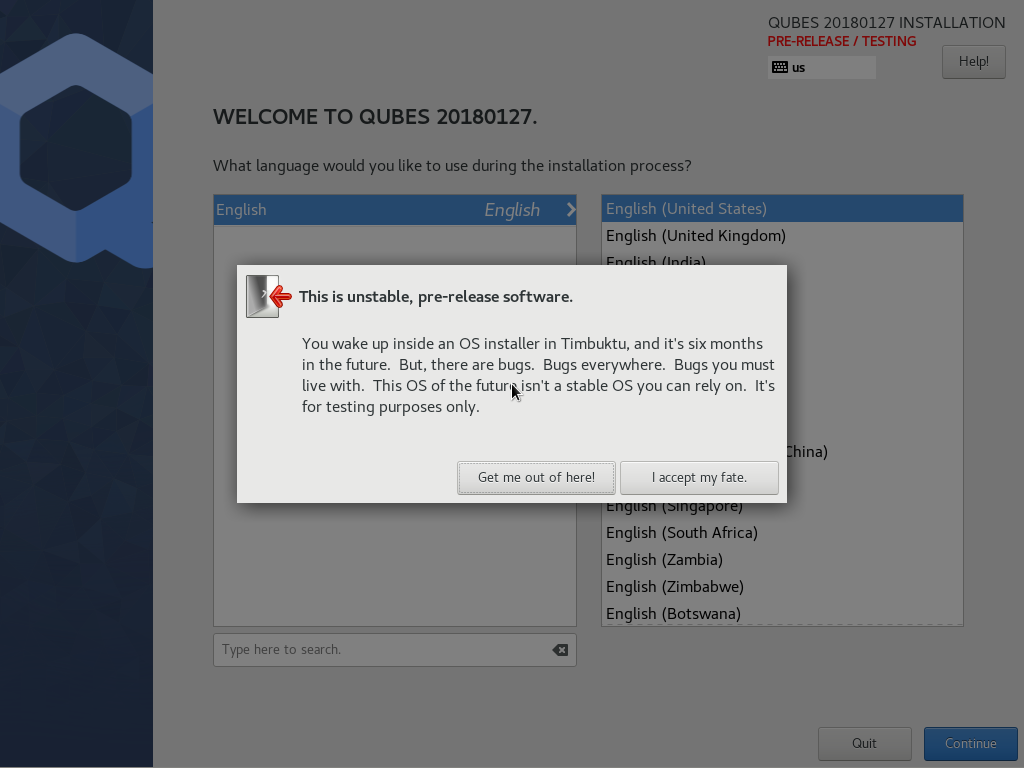 QUBES 20180127 INSTALLATION
PRE-RELEASE / TESTING
us
Help!
WELCOME TO QUBES 20180127.
What language would you like to use during the installation process?
English English
English (United States)
English (United Kingdom)
English (India)
This is unstable, pre-release software.
You wake up inside an OS installer in Timbuktu, and it's six months
in the future.  But, there are bugs.  Bugs everywhere.  Bugs you must
live with.  This OS of the future isn't a stable OS you can rely on.  It's
for testing purposes only.
China)
Get me out of here!
I accept my fate.
English (Singapore)
English (South Africa)
English (Zambia)
English (Zimbabwe)
English (Botswana)
Type here to search.
Quit
Continue